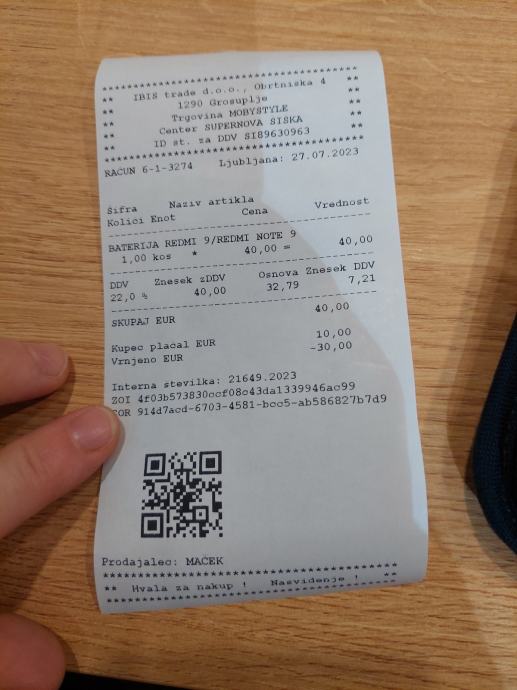 ***********************************
** IBIS trade d.o.o., Obrtniska 4 **
** 1290 Grosuplje **
** Trgovina MOBYSTYLE **
** Center SUPERNOVA SISKA **
** ID st. za DDV SI89630963 **
***********************************
RACUN 6-1-3274 Ljubljana: 27.07.2023
Šifra Naziv artikla
Kolici Enot Cena Vrednost
BATERIJA REDMI 9/REDMI NOTE 9
1,00 kos * 40,00 = 40,00
DDV Znesek zDDV Osnova Znesek DDV
22,0 % 40,00 32,79 7,21
SKUPAJ EUR 40,00
Kupec placal EUR 10,00
Vrnjeno EUR -30,00
Interna stevilka: 21649.2023
ZOI 4f03b573830ccf08c43da1339946ac99
EOR 914d7acd-6703-4581-bcc5-ab586827b7d9
Prodajalec: MAČEK
***********************************
** Hvala za nakup ! Nasvidenje ! **
***********************************